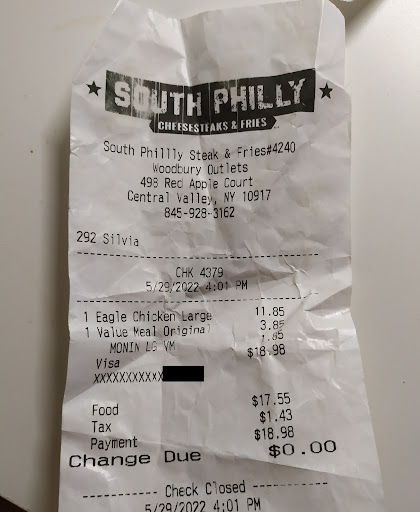 SOUTH PHILLY
CHEESESTEAKS & FRIES
South Phillly Steak & Fries#4240
Woodbury Outlets
498 Red Apple Court
Central Valley, NY 10917
845-928-3162
292 Silvia
CHK 4379
5/29/2022 4:01 PM
1 Eagle Chicken Large 11.85
1 Value Meal Original 3.85
MONIN LG VM 1.85
Visa $18.98
XXXXXXXXXXX
Food $17.55
Tax $1.43
Payment $18.98
Change Due $0.00
---------- Check Closed ----------
5/29/2022 4:01 PM